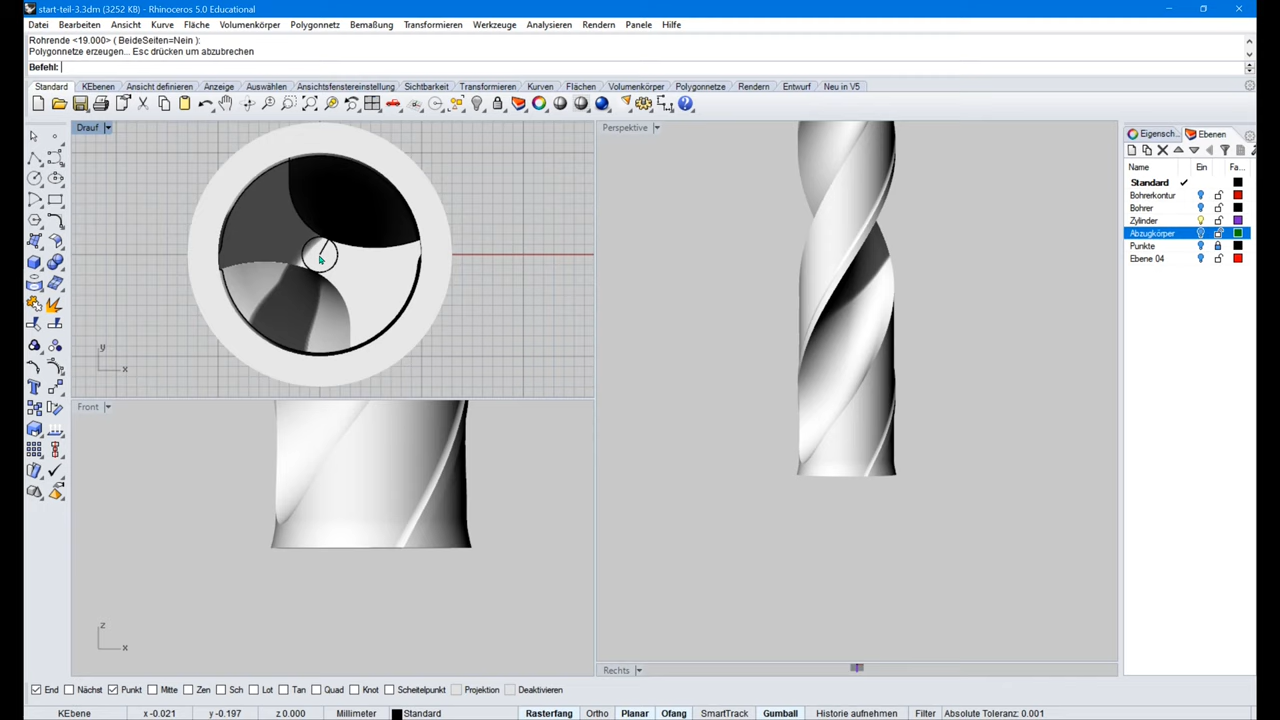 start-teil-3.3dm (3252 KB) - Rhinoceros 5.0 Educational
Datei Bearbeiten Ansicht Kurve Fläche Volumenkörper Polygonnetz Bemaßung Transformieren Werkzeuge Analysieren Rendern Panele Hilfe
Rohrende <19.000> ( BeideSeiten=Nein ):
Polygonnetze erzeugen... Esc drücken um abzubrechen
Befehl:
Standard KEbenen Ansicht definieren Anzeige Auswählen Ansichtsfenstereinstellung Sichtbarkeit Transformieren Kurven Flächen Volumenkörper Polygonnetze Rendern Entwurf Neu in V5
Drauf
Perspektive
Eigensch... Ebenen
Name Ein Fa...
Standard
Bohrerkontur
Bohrer
Zylinder
Abzugkörper
Punkte
Ebene 04
y
x
Front
z
x
Rechts
End Nächst Punkt Mitte Zen Sch Lot Tan Quad Knot Scheitelpunkt Projektion Deaktivieren
KEbene x -0.021 y -0.197 z 0.000 Millimeter Standard Rasterfang Ortho Planar Ofang SmartTrack Gumball Historie aufnehmen Filter Absolute Toleranz: 0.001